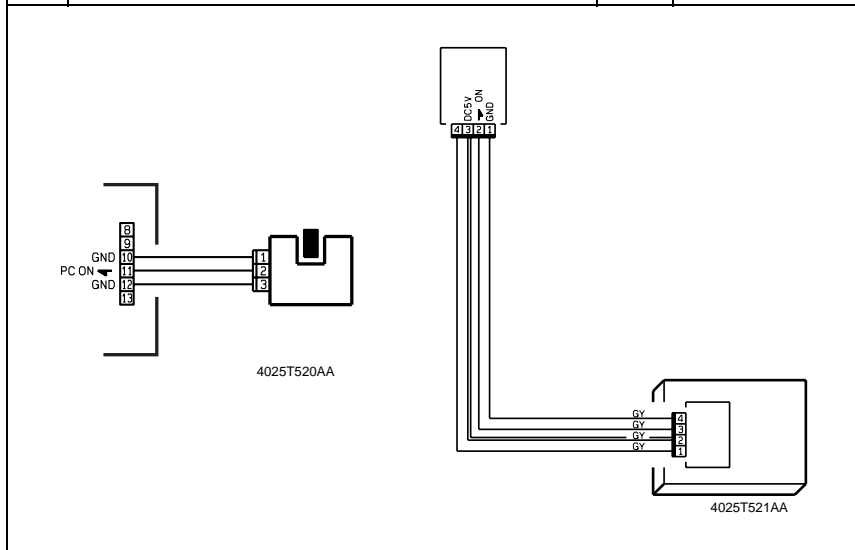 DC5V
ON
GND
4 3 2 1
8
9
GND 10
PC ON 11
GND 12
13
1
2
3
4025T520AA
GY 4
GY 3
GY 2
GY 1
4025T521AA